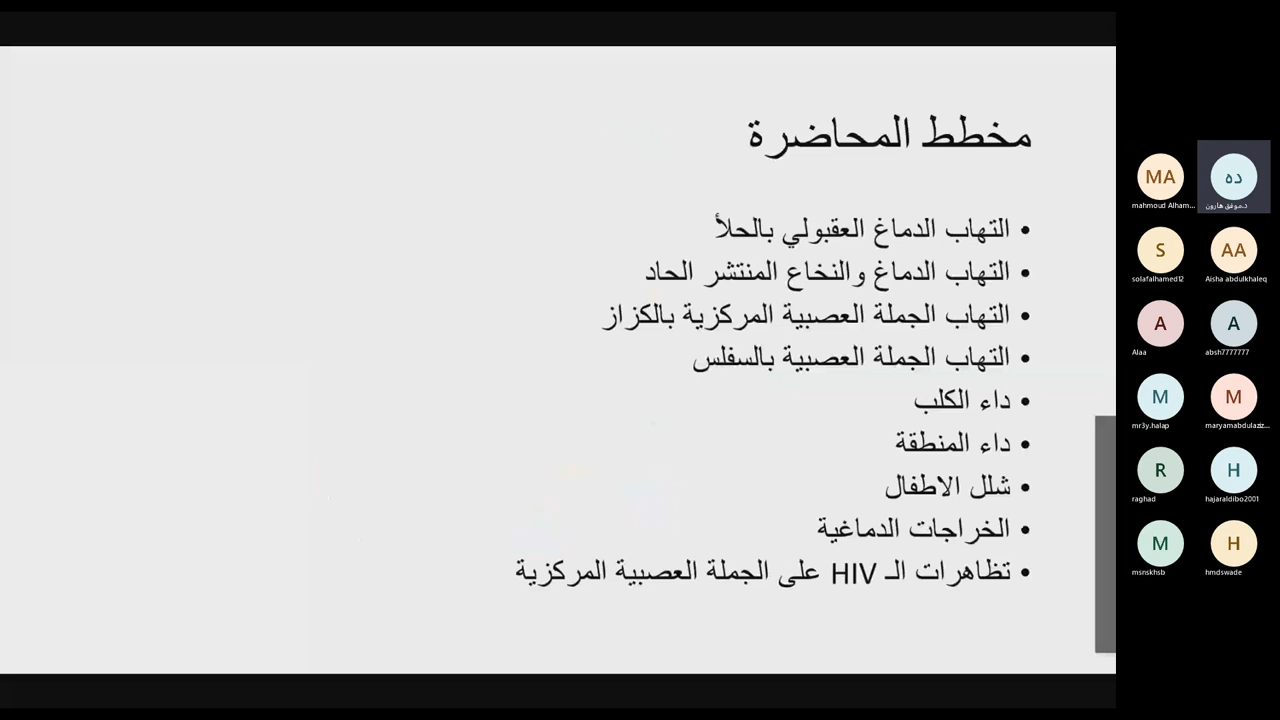 مخطط المحاضرة
• التهاب الدماغ العقبولي بالحلأ
• التهاب الدماغ والنخاع المنتشر الحاد
• التهاب الجملة العصبية المركزية بالكزاز
• التهاب الجملة العصبية بالسفلس
• داء الكلب
• داء المنطقة
• شلل الاطفال
• الخراجات الدماغية
• تظاهرات الـ HIV على الجملة العصبية المركزية
MA
mahmoud Alham...
ده
د.موفق هارون
S
solafalhamed12
AA
Aisha abdulkhaleq
A
Alaa
A
absh7777777
M
mr3y.halap
M
maryamabdulaziz...
R
raghad
H
hajaraldibo2001
M
msnskhsb
H
hmdswade